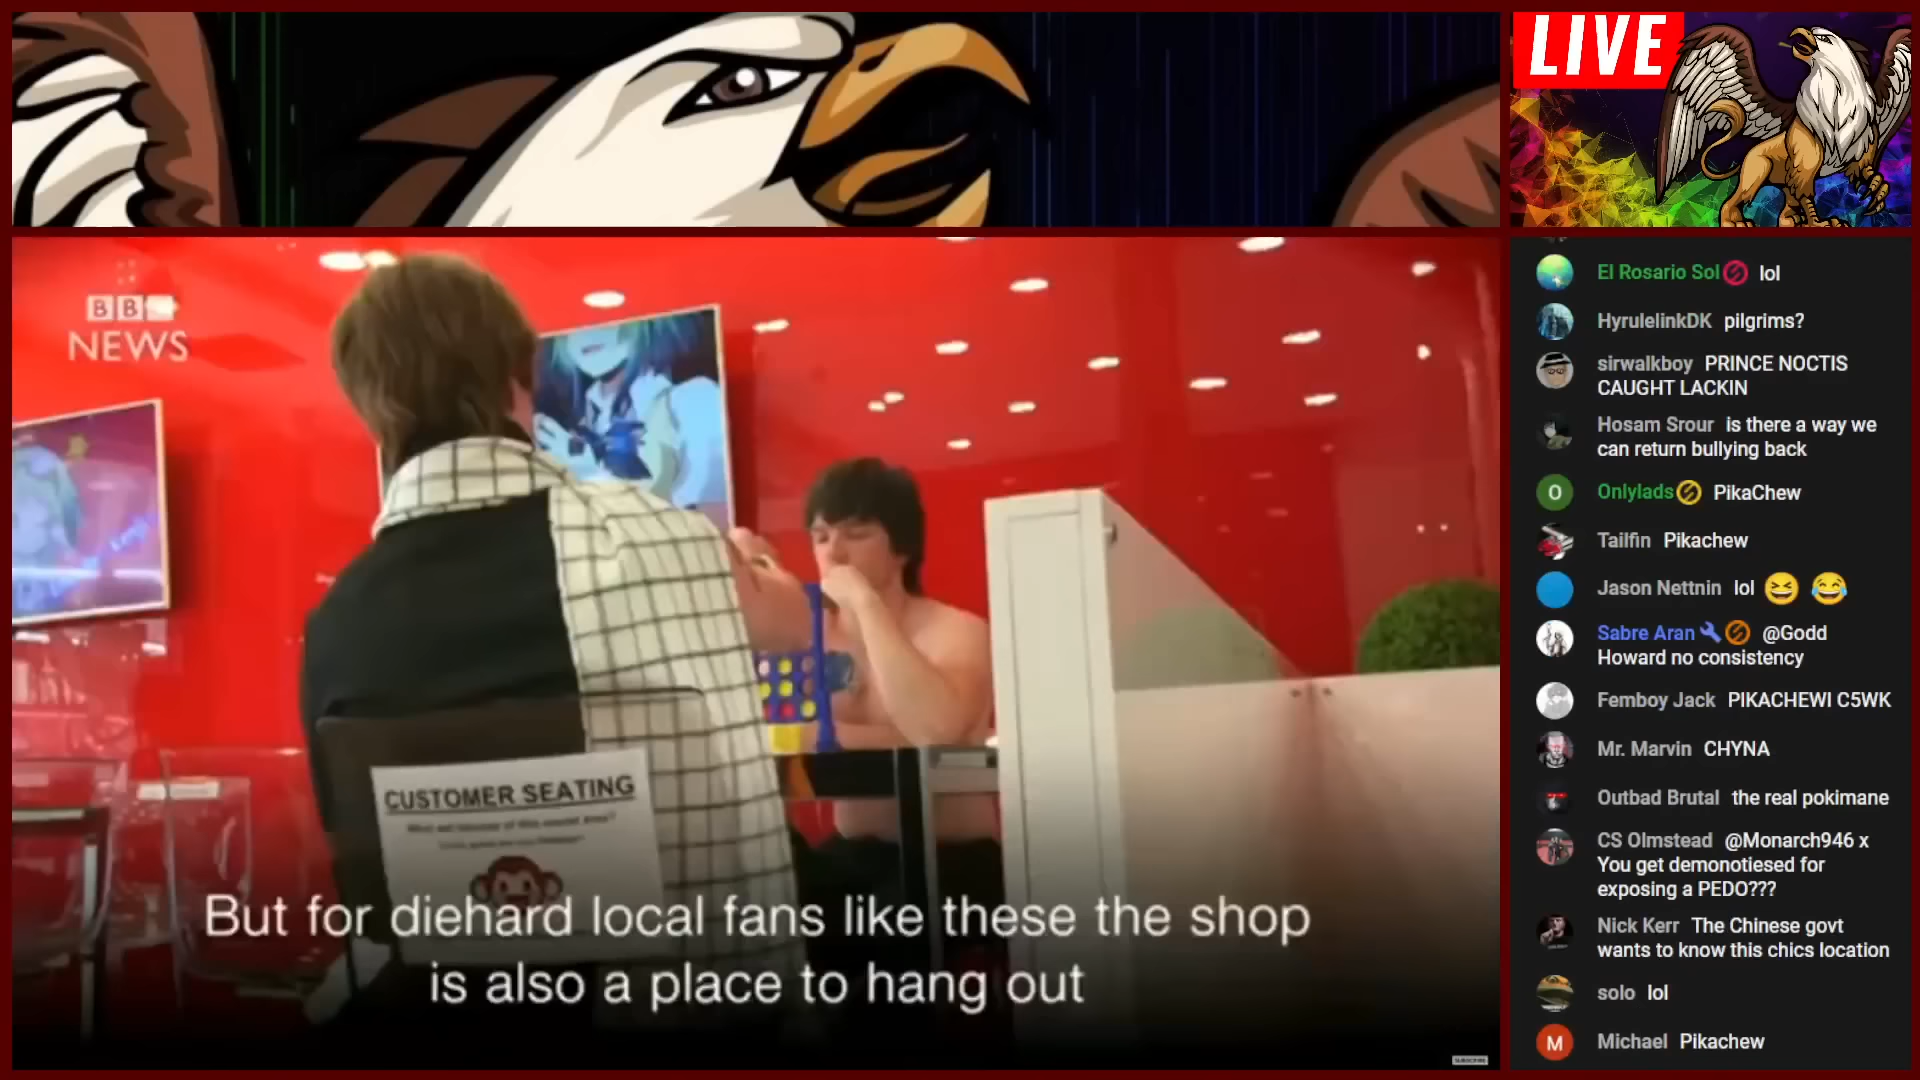 LIVE
BBC
NEWS
CUSTOMER SEATING
But for diehard local fans like these the shop
is also a place to hang out
SUBSCRIBE
El Rosario Sol lol
HyrulelinkDK pilgrims?
sirwalkboy PRINCE NOCTIS
CAUGHT LACKIN
Hosam Srour is there a way we
can return bullying back
O
Onlylads PikaChew
Tailfin Pikachew
Jason Nettnin lol
Sabre Aran @Godd
Howard no consistency
Femboy Jack PIKACHEWI C5WK
Mr. Marvin CHYNA
Outbad Brutal the real pokimane
CS Olmstead @Monarch946 x
You get demonotiesed for
exposing a PEDO???
Nick Kerr The Chinese govt
wants to know this chics location
solo lol
M
Michael Pikachew